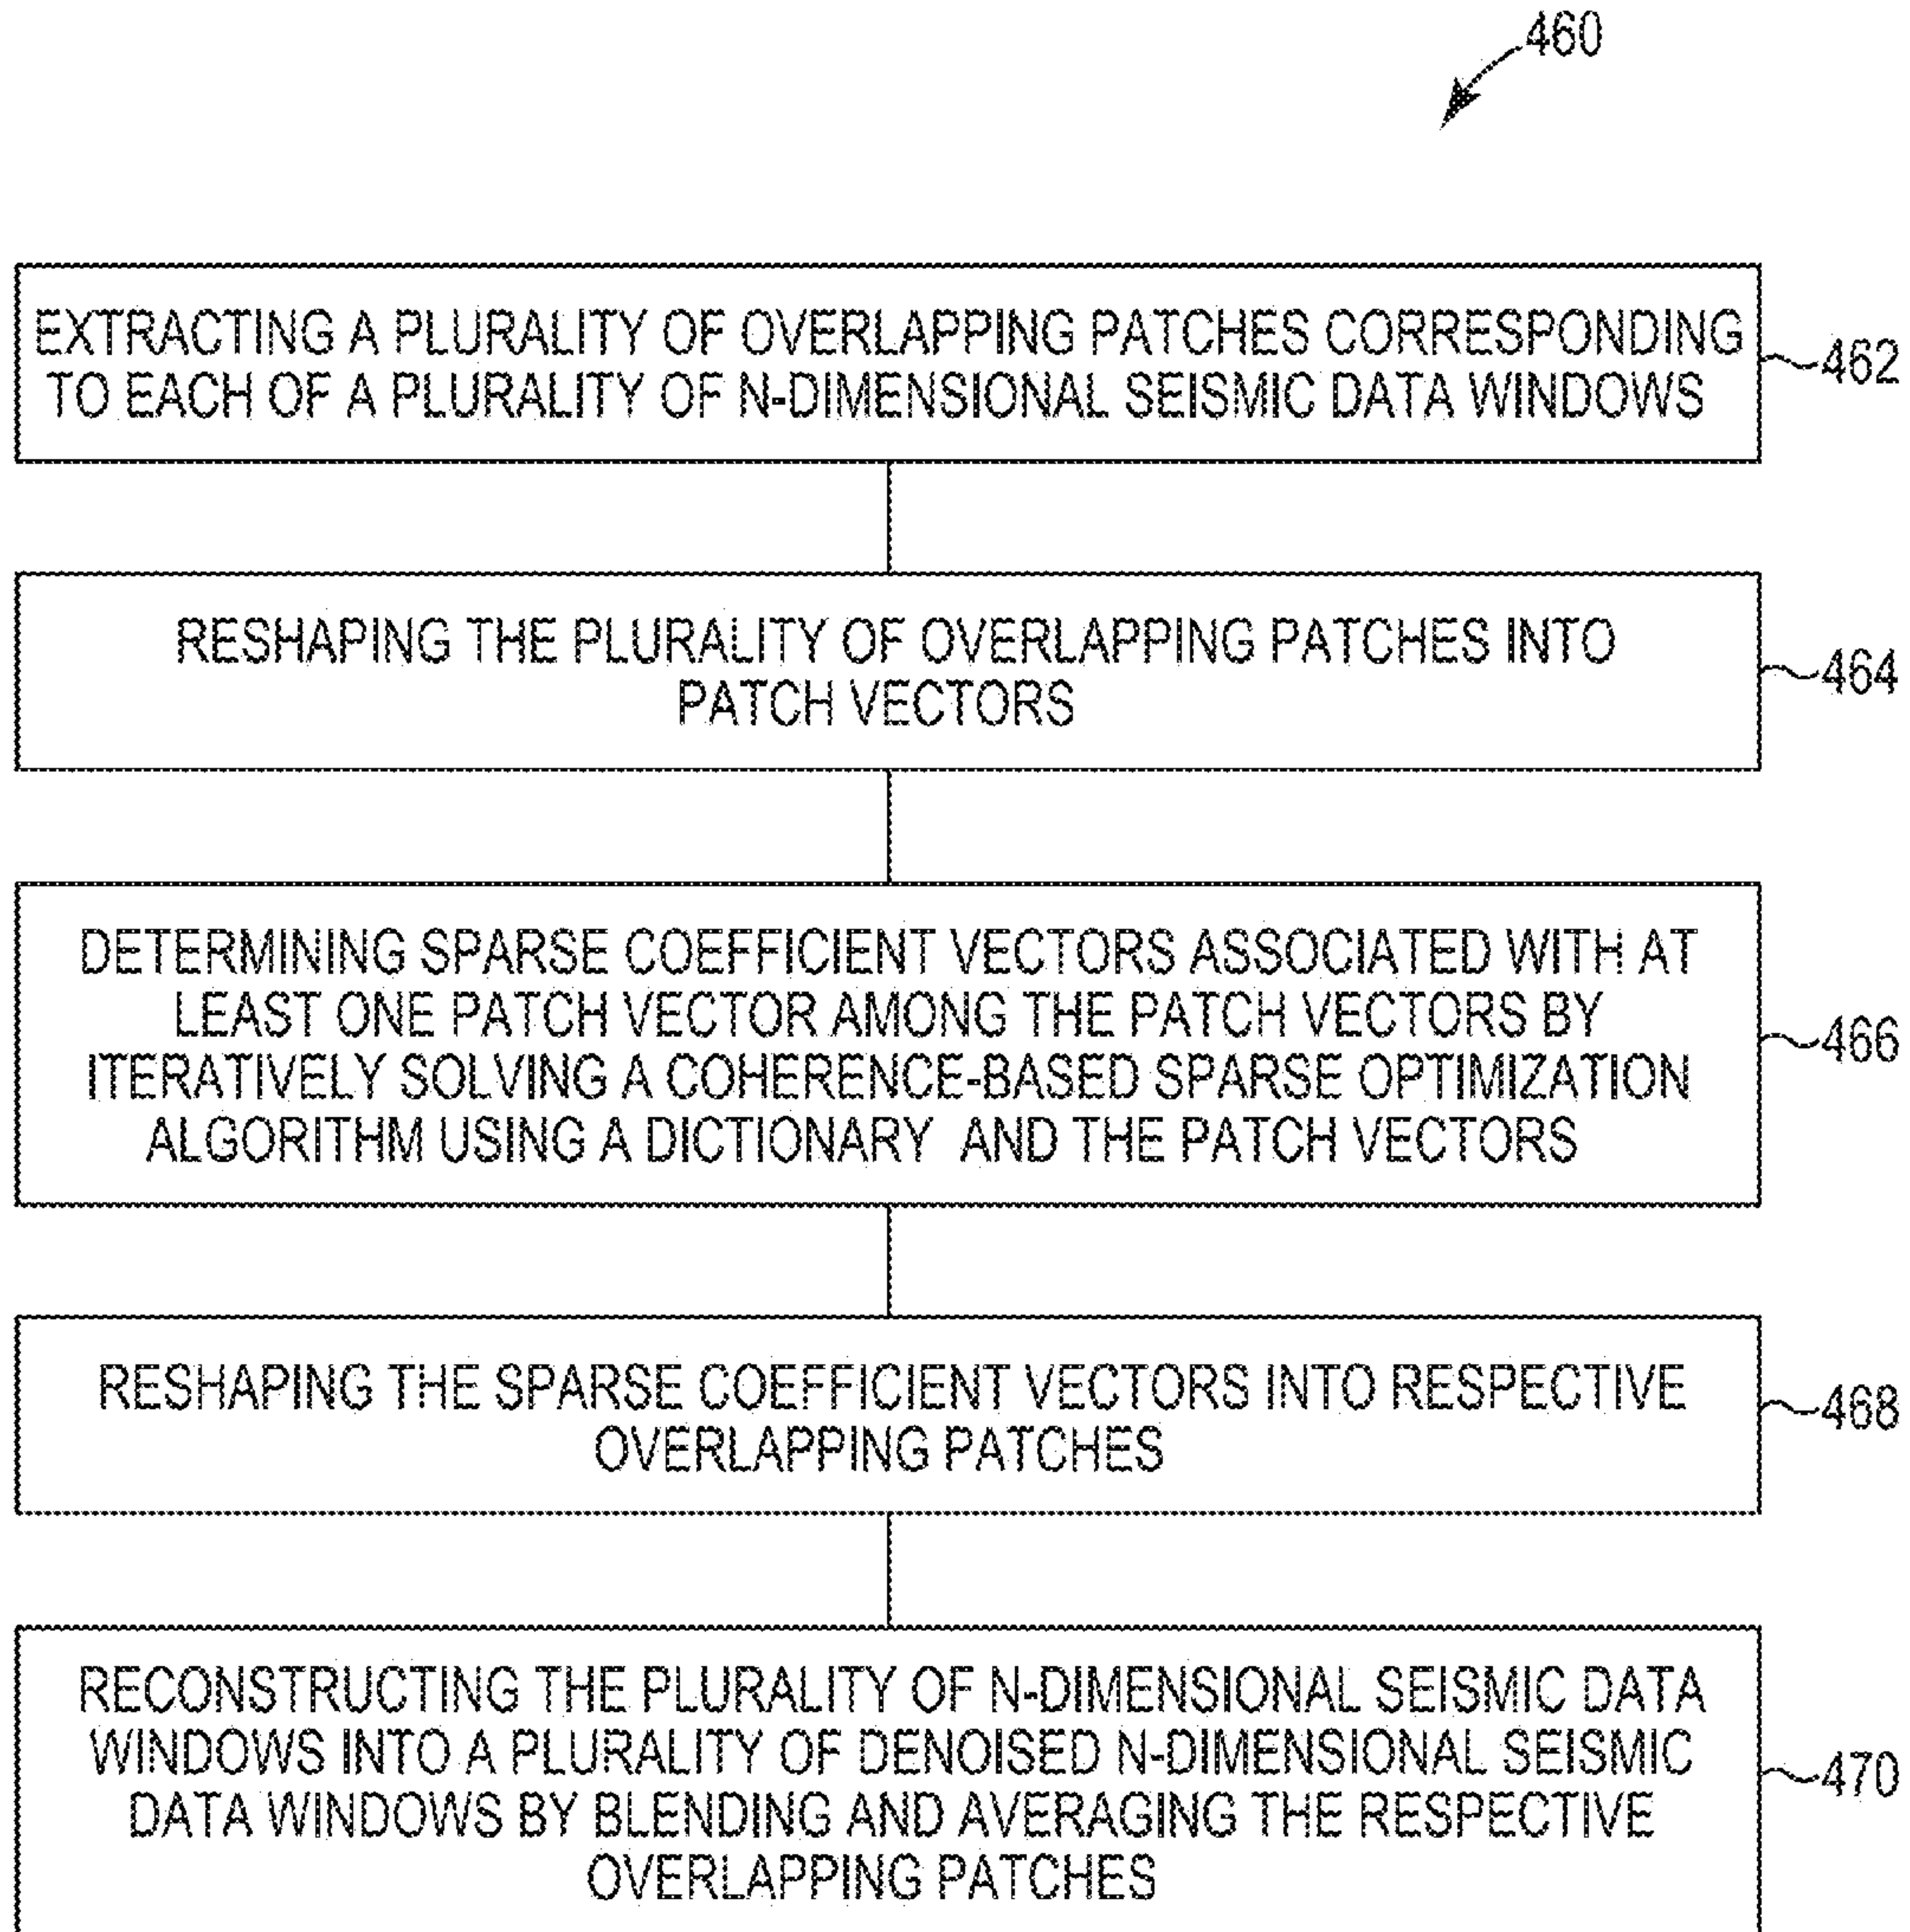 460
EXTRACTING A PLURALITY OF OVERLAPPING PATCHES CORRESPONDING
TO EACH OF A PLURALITY OF N-DIMENSIONAL SEISMIC DATA WINDOWS
462
RESHAPING THE PLURALITY OF OVERLAPPING PATCHES INTO
PATCH VECTORS
464
DETERMINING SPARSE COEFFICIENT VECTORS ASSOCIATED WITH AT
LEAST ONE PATCH VECTOR AMONG THE PATCH VECTORS BY
ITERATIVELY SOLVING A COHERENCE-BASED SPARSE OPTIMIZATION
ALGORITHM USING A DICTIONARY AND THE PATCH VECTORS
466
RESHAPING THE SPARSE COEFFICIENT VECTORS INTO RESPECTIVE
OVERLAPPING PATCHES
468
RECONSTRUCTING THE PLURALITY OF N-DIMENSIONAL SEISMIC DATA
WINDOWS INTO A PLURALITY OF DENOISED N-DIMENSIONAL SEISMIC
DATA WINDOWS BY BLENDING AND AVERAGING THE RESPECTIVE
OVERLAPPING PATCHES
470